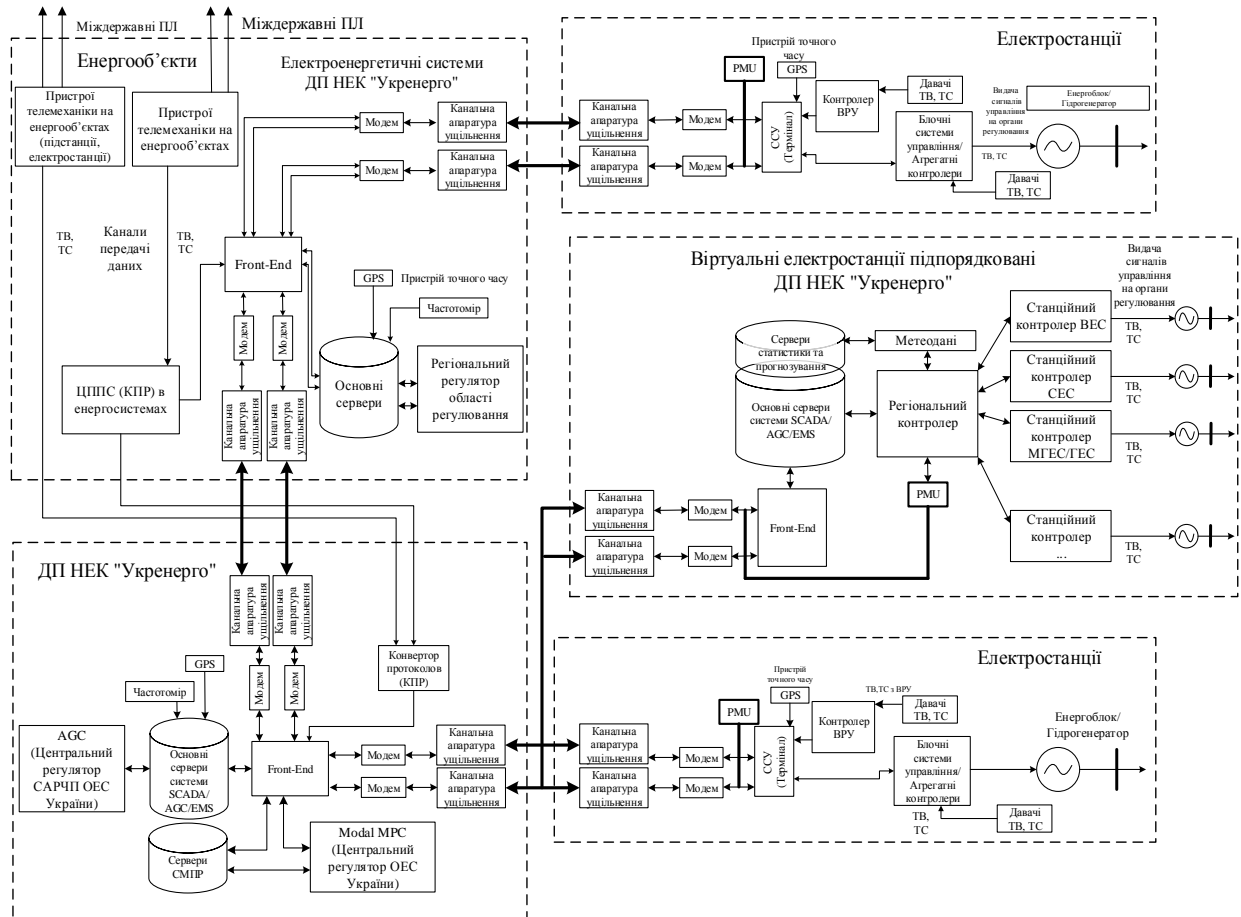 Міждержавні ПЛ
Міждержавні ПЛ
Енергооб’єкти
Електроенергетичні системи
ДП НЕК "Укренерго"
Пристрої
телемеханіки на
енергооб’єктах
(підстанції,
електростанції)
Пристрої
телемеханіки на
енергооб’єктах
ТВ,
ТС
Канали
передачі
даних
ТВ,
ТС
Модем
Канальна
апаратура
ущільнення
Модем
Канальна
апаратура
ущільнення
Front-End
GPS
Пристрій точного часу
Частотомір
Модем
Модем
Основні
сервери
Регіональний
регулятор
області
регулювання
ЦППС (КПР) в
енергосистемах
Канальна
апаратура
ущільнення
Канальна
апаратура
ущільнення
Електростанції
Канальна
апаратура
ущільнення
Канальна
апаратура
ущільнення
Модем
Модем
PMU
Пристрій точного
часу
GPS
ССУ
(Термінал)
Контролер
ВРУ
Давачі
ТВ, ТС
Блочні
системи
управління/
Агрегатні
контролери
Видача
сигналів
управління
на органи
регулювання
ТВ, ТС
Енергоблок/
Гідрогенератор
Давачі
ТВ, ТС
Віртуальні електростанції підпорядковані
ДП НЕК "Укренерго"
Видача
сигналів
управління
на органи
регулювання
Сервери
статистики та
прогнозування
Метеодані
Основні сервери
системи SCADA/
AGC/EMS
Регіональний
контролер
Станційний
контролер ВЕС
ТВ,
ТС
Станційний
контролер
СЕС
ТВ,
ТС
Станційний
контролер
МГЕС/ГЕС
ТВ,
ТС
Станційний
контролер
...
ТВ,
ТС
PMU
Канальна
апаратура
ущільнення
Модем
Front-End
Канальна
апаратура
ущільнення
Модем
ДП НЕК "Укренерго"
Канальна
апаратура
ущільнення
Канальна
апаратура
ущільнення
Модем
Модем
GPS
Частотомір
Конвертор
протоколов
(КПР)
AGC
(Центральний
регулятор
САРЧП ОЕС
України)
Основні
сервери
системи
SCADA/
AGC/EMS
Front-End
Модем
Канальна
апаратура
ущільнення
Модем
Канальна
апаратура
ущільнення
Сервери
СМПР
Modal MPC
(Центральний
регулятор ОЕС
України)
Електростанції
Канальна
апаратура
ущільнення
Канальна
апаратура
ущільнення
Модем
Модем
PMU
Пристрій
точного часу
GPS
ССУ
(Термінал)
Контролер
ВРУ
ТВ,ТС з ВРУ
Давачі
ТВ, ТС
Блочні
системи
управління/
Агрегатні
контролери
Енергоблок/
Гідрогенератор
ТВ,
ТС
Давачі
ТВ, ТС